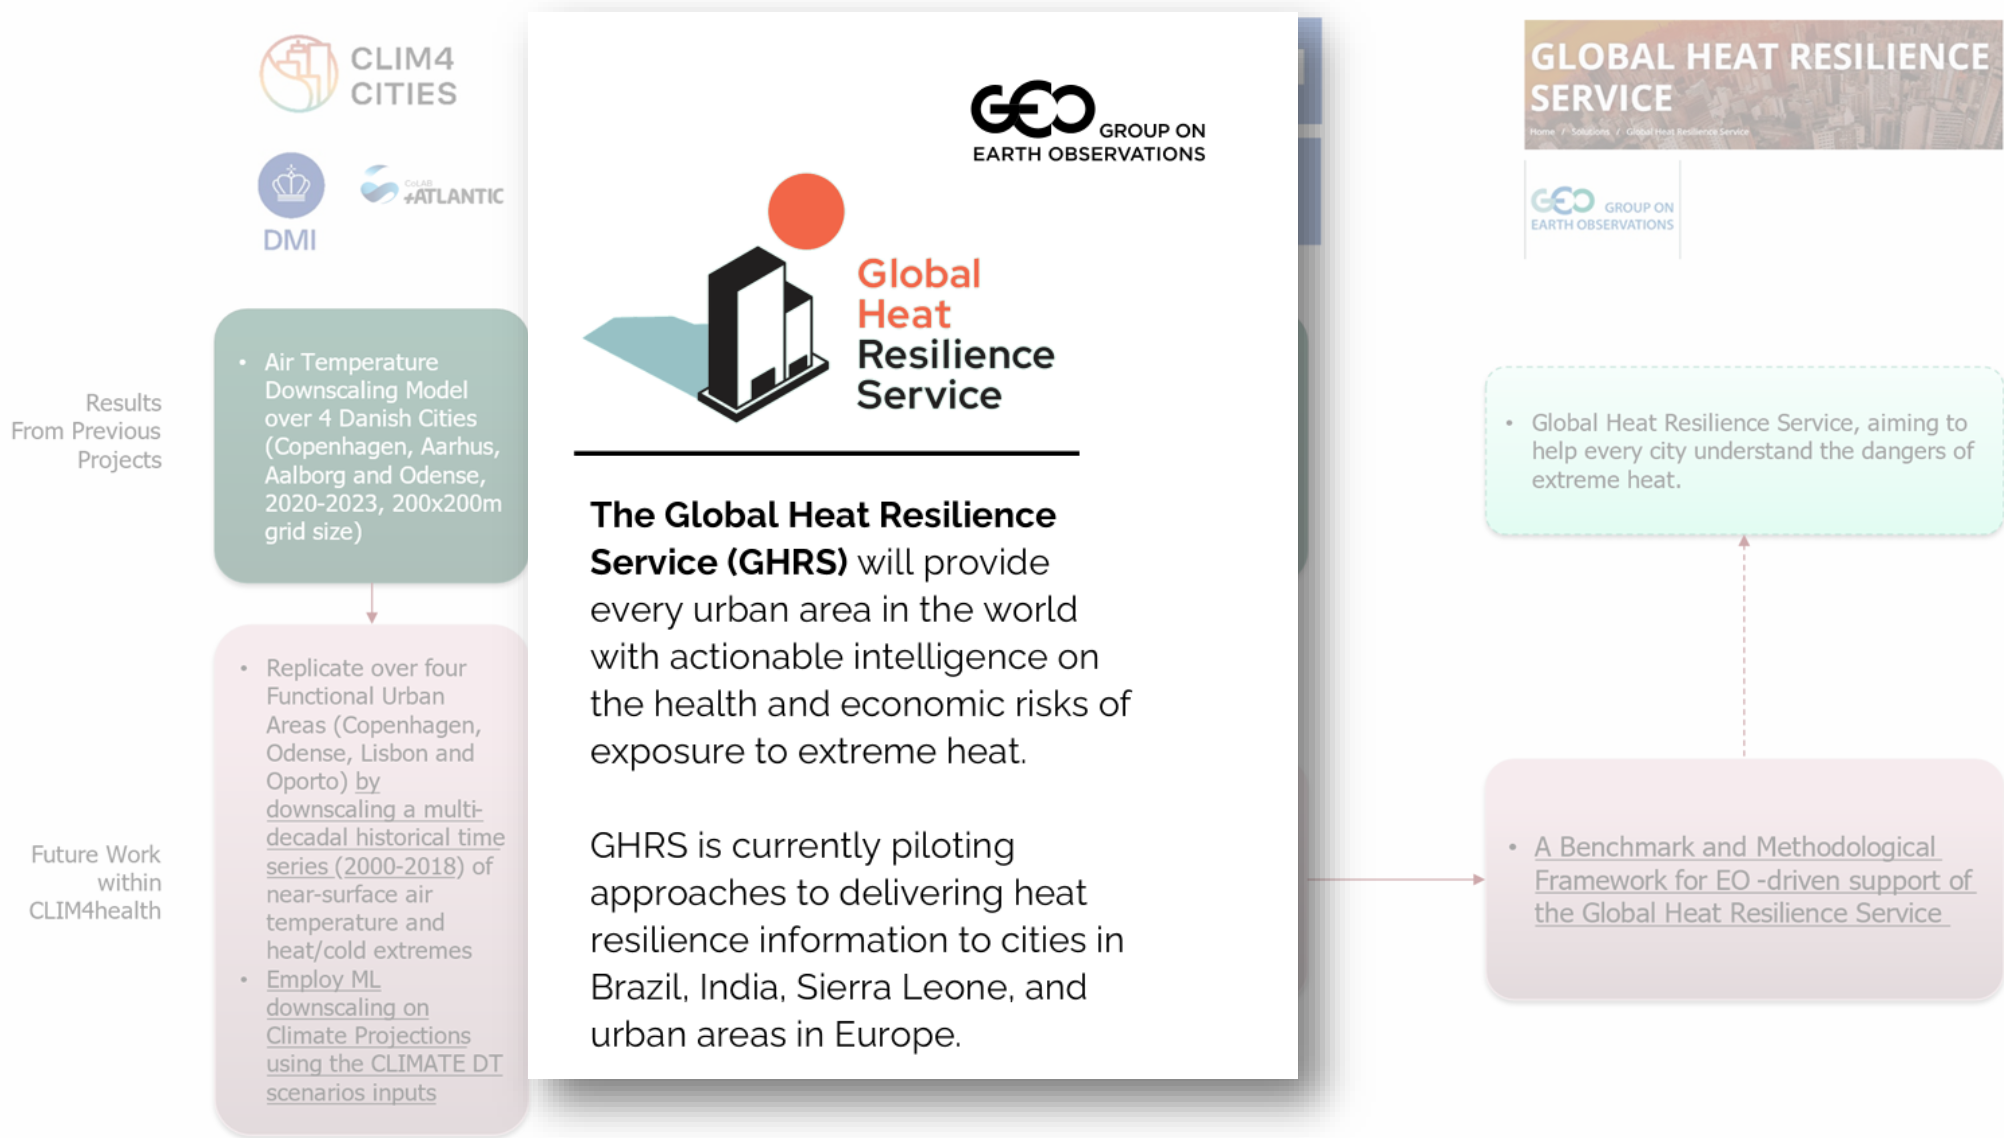 CLIM4
CITIES
DMI
CoLAB
+ATLANTIC
Results
From Previous
Projects
• Air Temperature
Downscaling Model
over 4 Danish Cities
(Copenhagen, Aarhus,
Aalborg and Odense,
2020-2023, 200x200m
grid size)
Future Work
within
CLIM4health
• Replicate over four
Functional Urban
Areas (Copenhagen,
Odense, Lisbon and
Oporto) by
downscaling a multi-
decadal historical time
series (2000-2018) of
near-surface air
temperature and
heat/cold extremes
• Employ ML
downscaling on
Climate Projections
using the CLIMATE DT
scenarios inputs
GEO GROUP ON
EARTH OBSERVATIONS
Global
Heat
Resilience
Service
The Global Heat Resilience
Service (GHRS) will provide
every urban area in the world
with actionable intelligence on
the health and economic risks of
exposure to extreme heat.
GHRS is currently piloting
approaches to delivering heat
resilience information to cities in
Brazil, India, Sierra Leone, and
urban areas in Europe.
GLOBAL HEAT RESILIENCE
SERVICE
Home / Solutions / Global Heat Resilience Service
GEO GROUP ON
EARTH OBSERVATIONS
• Global Heat Resilience Service, aiming to
help every city understand the dangers of
extreme heat.
• A Benchmark and Methodological
Framework for EO -driven support of
the Global Heat Resilience Service